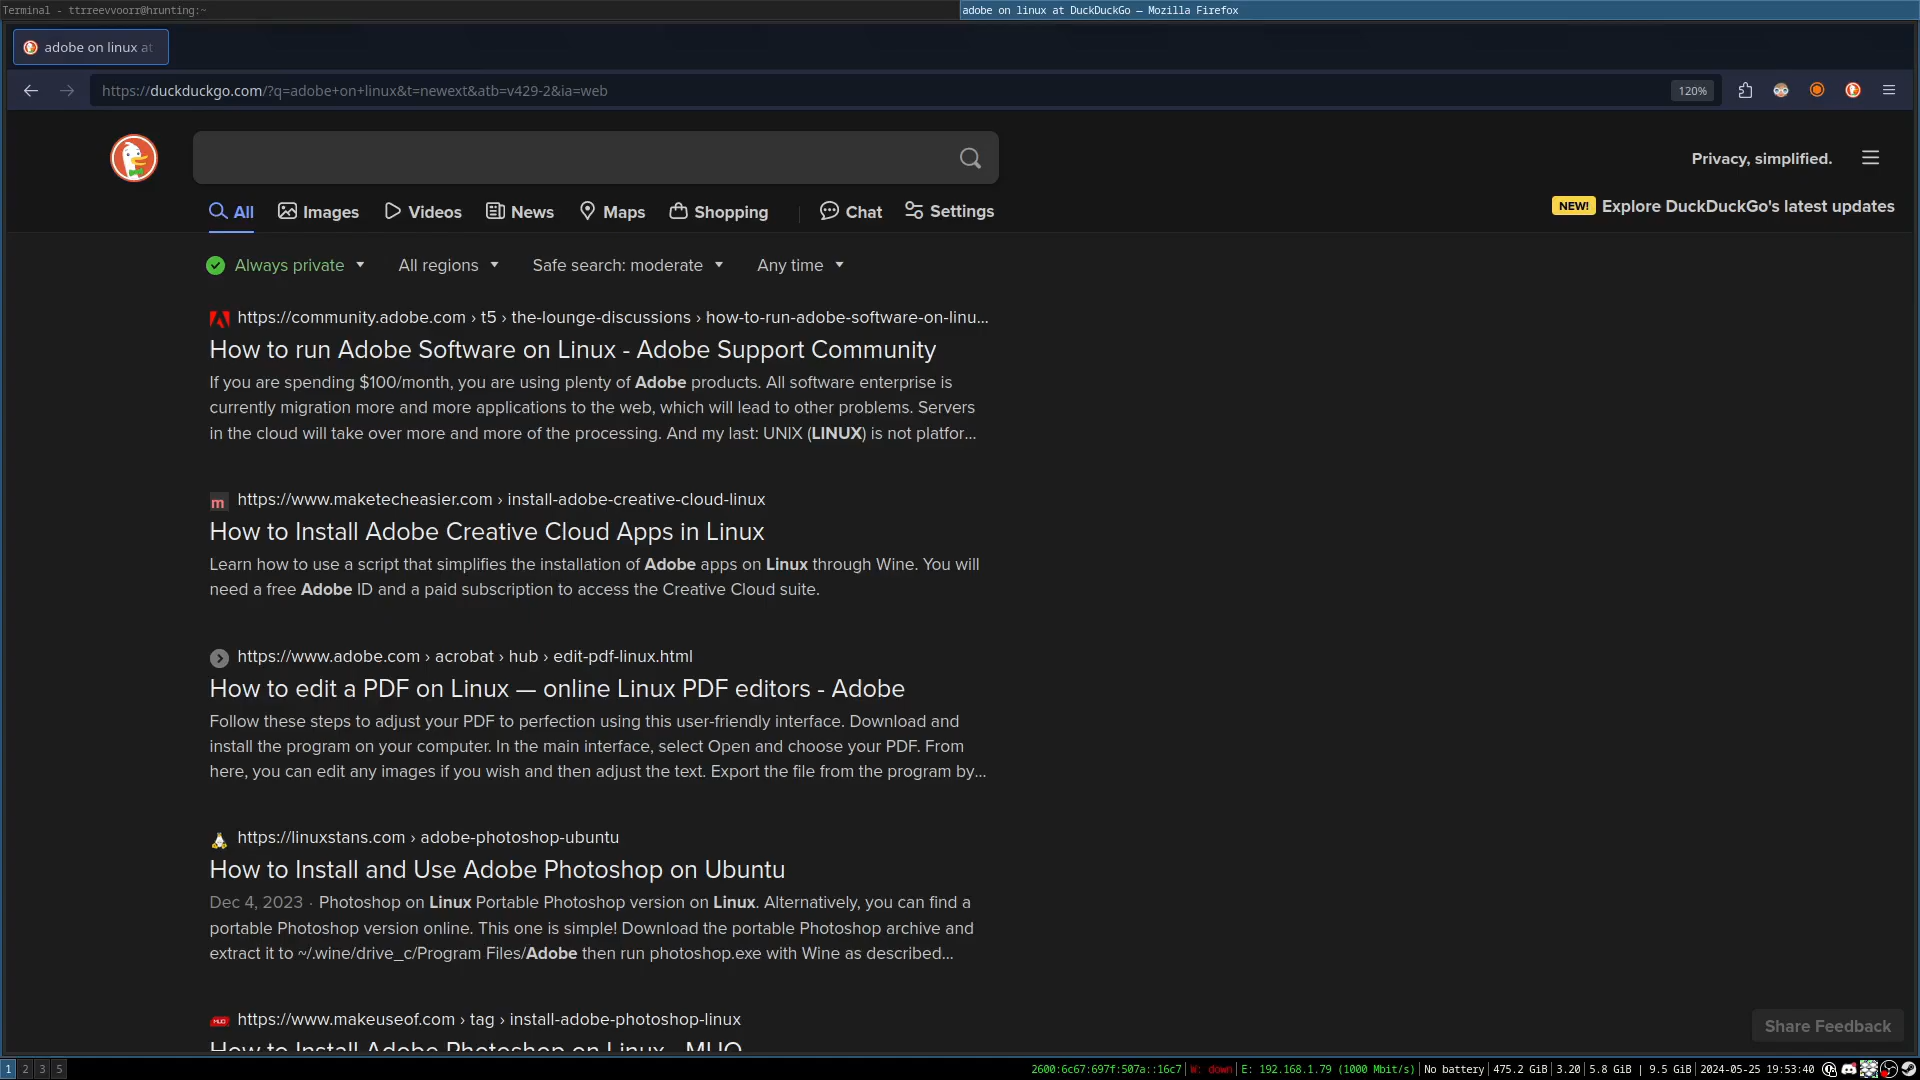 Terminal - ttrreevvoorr@hrunting:~
adobe on linux at DuckDuckGo — Mozilla Firefox
adobe on linux at
https://duckduckgo.com/?q=adobe+on+linux&t=newext&atb=v429-2&ia=web
120%
Privacy, simplified.
All
Images
Videos
News
Maps
Shopping
Chat
Settings
NEW! Explore DuckDuckGo's latest updates
Always private
All regions
Safe search: moderate
Any time
https://community.adobe.com › t5 › the-lounge-discussions › how-to-run-adobe-software-on-linu...
How to run Adobe Software on Linux - Adobe Support Community
If you are spending $100/month, you are using plenty of Adobe products. All software enterprise is
currently migration more and more applications to the web, which will lead to other problems. Servers
in the cloud will take over more and more of the processing. And my last: UNIX (LINUX) is not platfor...
m
https://www.maketecheasier.com › install-adobe-creative-cloud-linux
How to Install Adobe Creative Cloud Apps in Linux
Learn how to use a script that simplifies the installation of Adobe apps on Linux through Wine. You will
need a free Adobe ID and a paid subscription to access the Creative Cloud suite.
https://www.adobe.com › acrobat › hub › edit-pdf-linux.html
How to edit a PDF on Linux — online Linux PDF editors - Adobe
Follow these steps to adjust your PDF to perfection using this user-friendly interface. Download and
install the program on your computer. In the main interface, select Open and choose your PDF. From
here, you can edit any images if you wish and then adjust the text. Export the file from the program by...
https://linuxstans.com › adobe-photoshop-ubuntu
How to Install and Use Adobe Photoshop on Ubuntu
Dec 4, 2023 · Photoshop on Linux Portable Photoshop version on Linux. Alternatively, you can find a
portable Photoshop version online. This one is simple! Download the portable Photoshop archive and
extract it to ~/.wine/drive_c/Program Files/Adobe then run photoshop.exe with Wine as described...
MUO
https://www.makeuseof.com › tag › install-adobe-photoshop-linux
How to Install Adobe Photoshop on Linux - MUO
Share Feedback
1 2 3 5
2600:6c67:697f:507a::16c7 | W: down | E: 192.168.1.79 (1000 Mbit/s) | No battery | 475.2 GiB | 3.20 | 5.8 GiB | 9.5 GiB | 2024-05-25 19:53:40